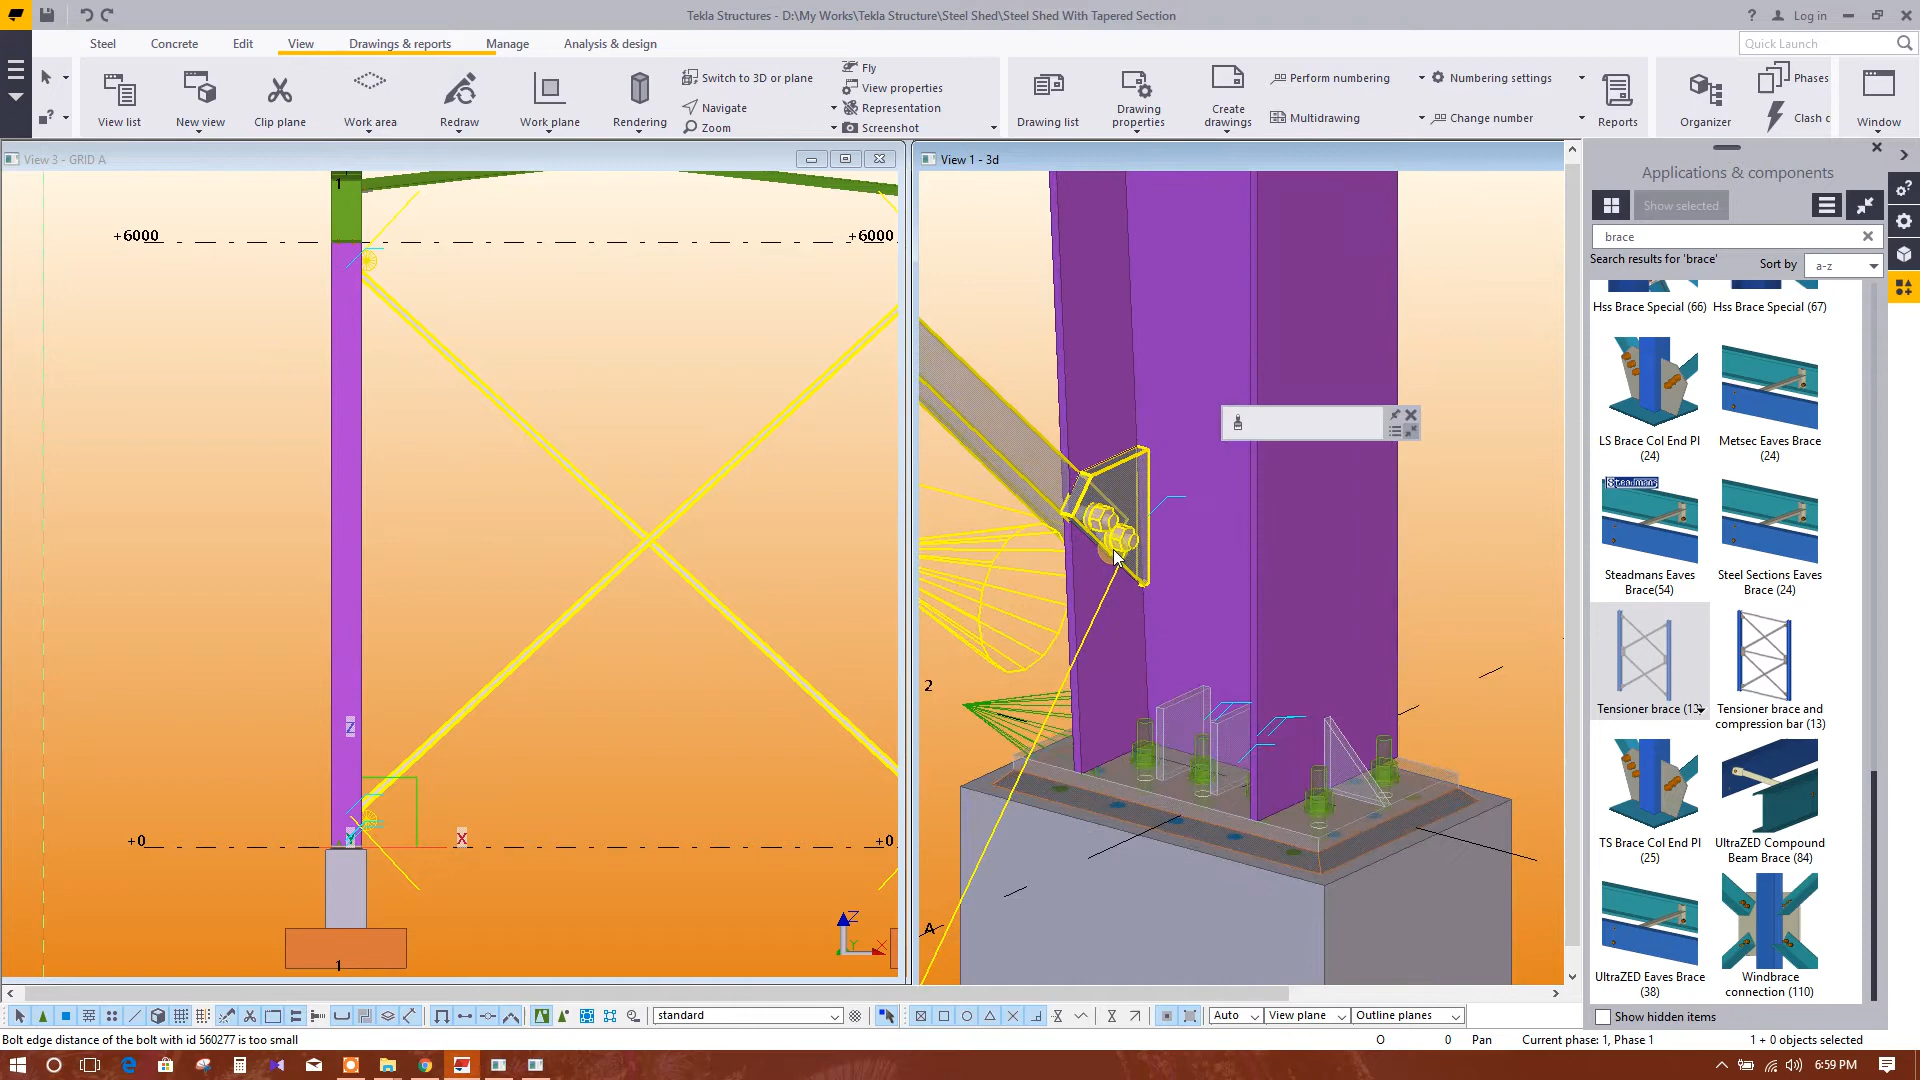 Tekla Structures - D:\My Works\Tekla Structure\Steel Shed\Steel Shed With Tapered Section
? Log in
Steel Concrete Edit View Drawings & reports Manage Analysis & design
Quick Launch
View list
New view
Clip plane
Work area
Redraw
Work plane
Rendering
Switch to 3D or plane
Navigate
Zoom
Fly
View properties
Representation
Screenshot
Drawing list
Drawing properties
Create drawings
Perform numbering
Multidrawing
Numbering settings
Change number
Reports
Organizer
Phases
Clash c
Window
View 3 - GRID A
1
+6000
+6000
Z
Y
X
+0
+0
Z
Y
X
1
View 1 - 3d
2
A
Applications & components
Show selected
brace
Search results for 'brace'
Sort by a-z
Hss Brace Special (66)
Hss Brace Special (67)
LS Brace Col End Pl (24)
Metsec Eaves Brace (24)
Steadmans
Steadmans Eaves Brace(54)
Steel Sections Eaves Brace (24)
Tensioner brace (13)
Tensioner brace and compression bar (13)
TS Brace Col End Pl (25)
UltraZED Compound Beam Brace (84)
UltraZED Eaves Brace (38)
Windbrace connection (110)
Show hidden items
standard
Auto
View plane
Outline planes
Bolt edge distance of the bolt with id 560277 is too small
O 0 Pan Current phase: 1, Phase 1 1 + 0 objects selected
6:59 PM